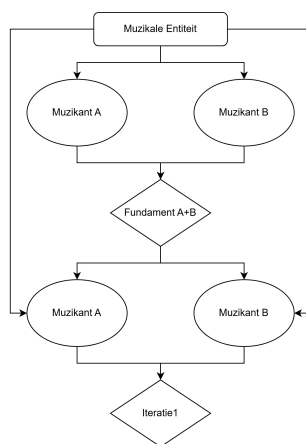 Muzikale Entiteit
Muzikant A
Muzikant B
Fundament A+B
Muzikant A
Muzikant B
Iteratie1